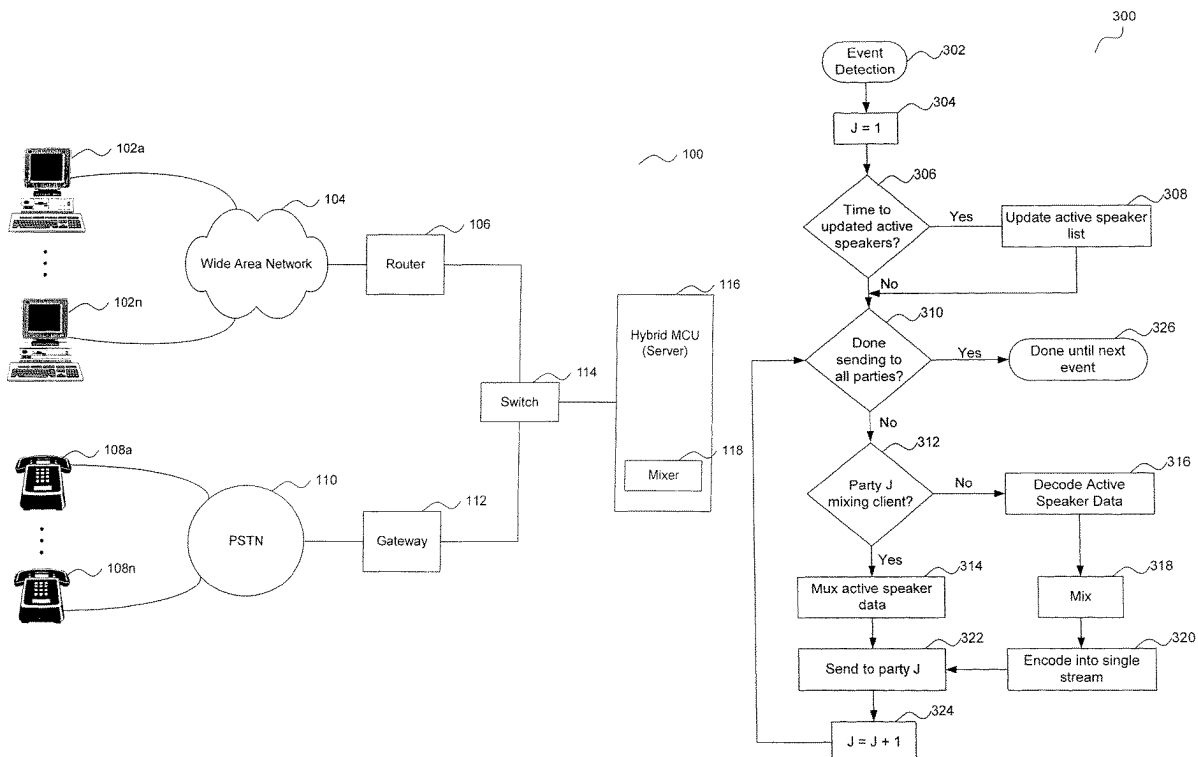 100
102a
104
Wide Area Network
106
Router
102n
116
Hybrid MCU
(Server)
114
Switch
118
Mixer
108a
110
PSTN
112
Gateway
108n
300
Event
Detection
302
304
J = 1
306
Time to
updated active
speakers?
Yes
308
Update active speaker
list
No
310
Done
sending to
all parties?
Yes
326
Done until next
event
No
312
Party J
mixing client?
No
316
Decode Active
Speaker Data
Yes
314
Mux active speaker
data
318
Mix
322
Send to party J
320
Encode into single
stream
324
J = J + 1